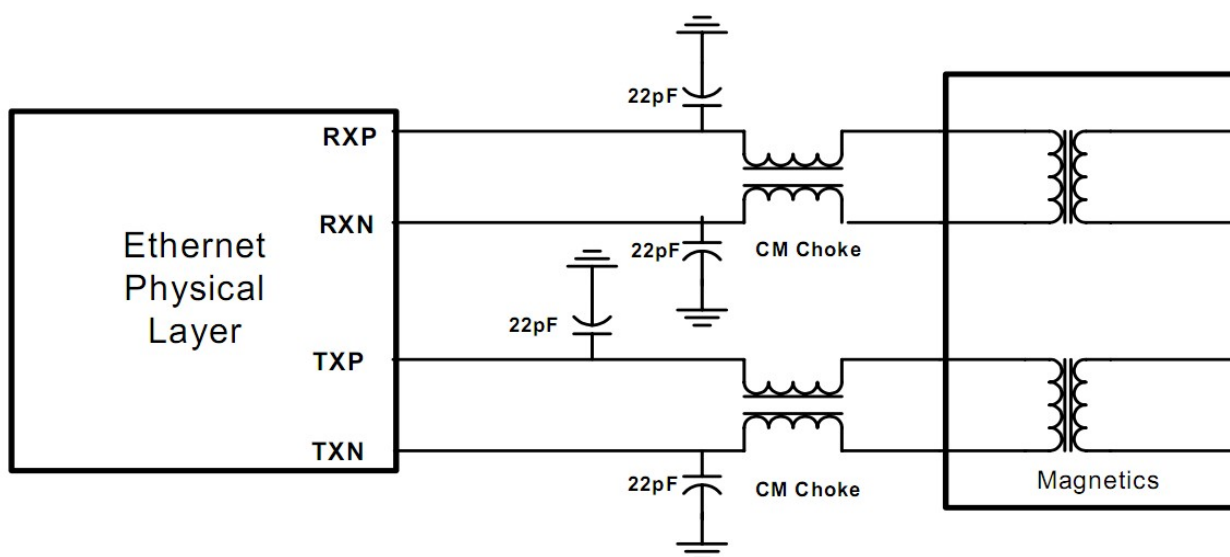 22pF
RXP
Ethernet
Physical
Layer
RXN
22pF
CM Choke
22pF
TXP
TXN
22pF
CM Choke
Magnetics